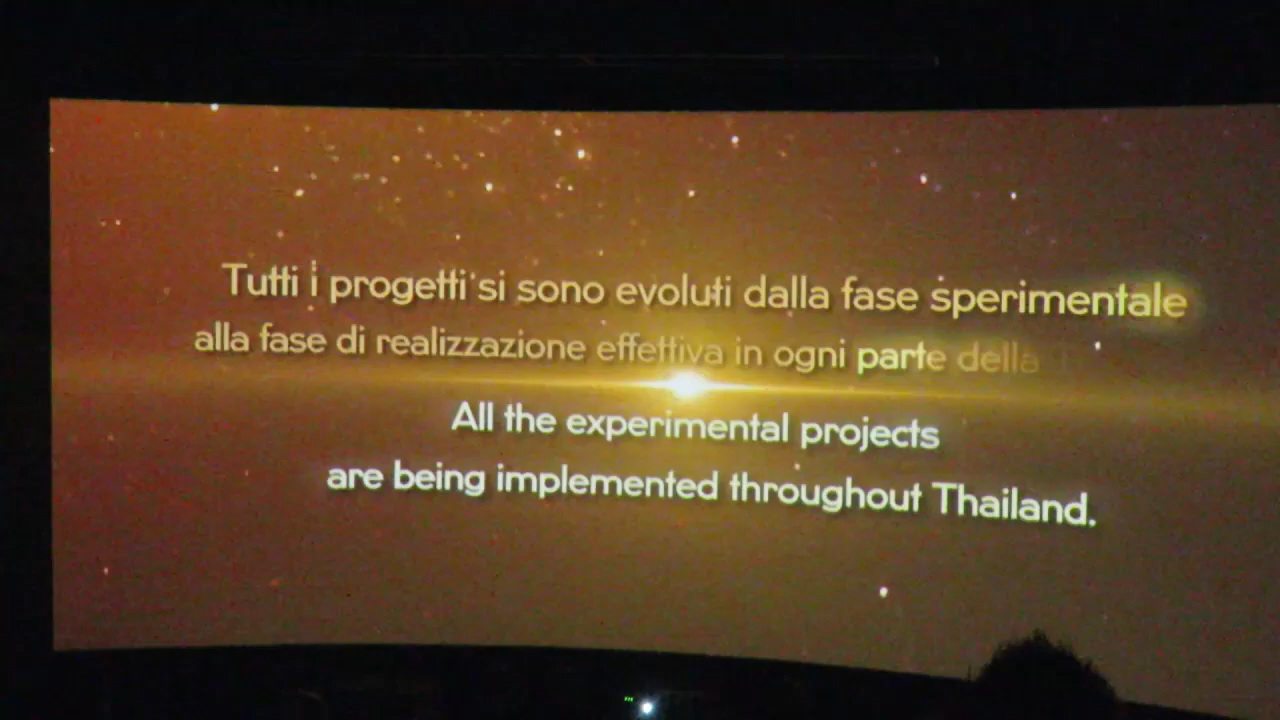 Tutti i progetti si sono evoluti dalla fase sperimentale
alla fase di realizzazione effettiva in ogni parte della
All the experimental projects
are being implemented throughout Thailand.